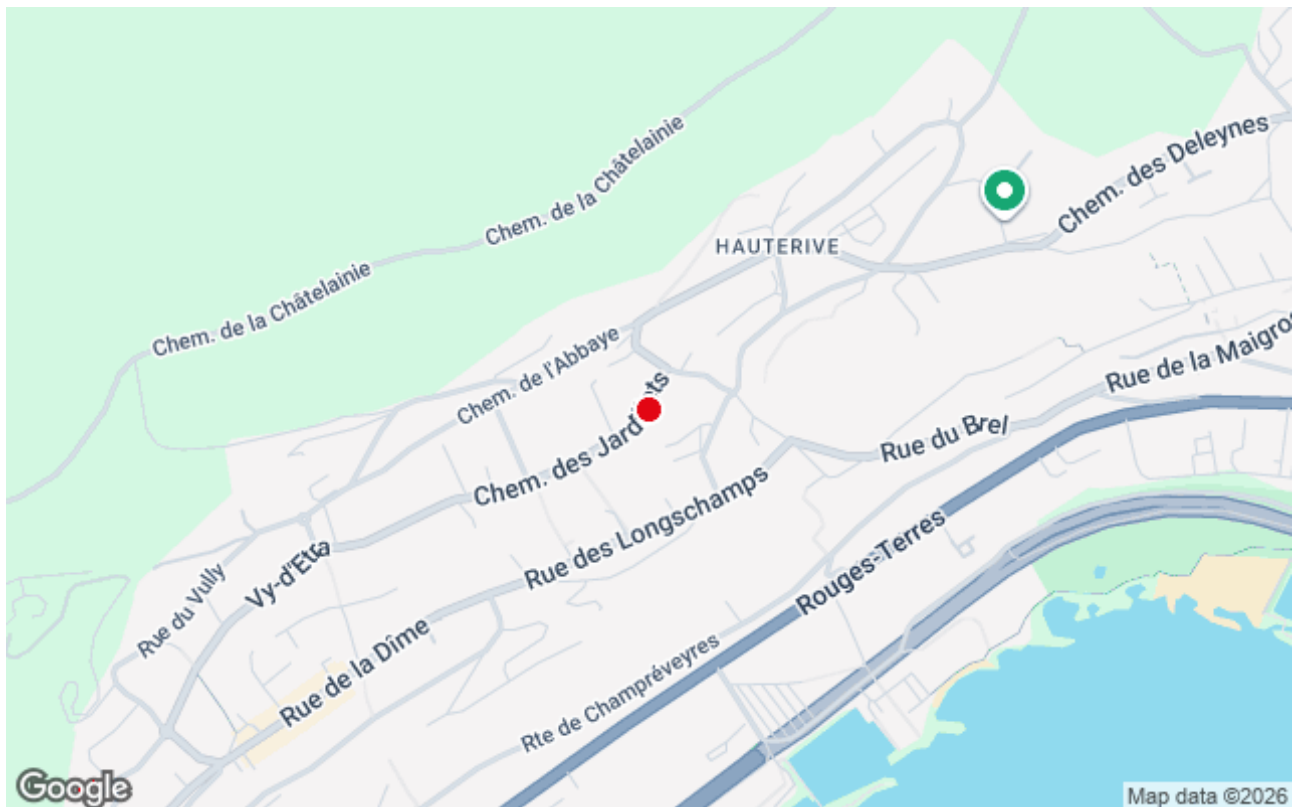 Chem. de la Châtelainie
Chem. des Deleynes
HAUTERIVE
Chem. de la Châtelainie
Chem. de l'Abbaye
Rue de la Maigro
Rue du Brel
Chem. des Jard ets
Rue des Longschamps
Rouges-Terres
Vy-d'Etra
Rue du Vully
Rue de la Dîme
Rte de Champréveyres
Google
Map data ©2026